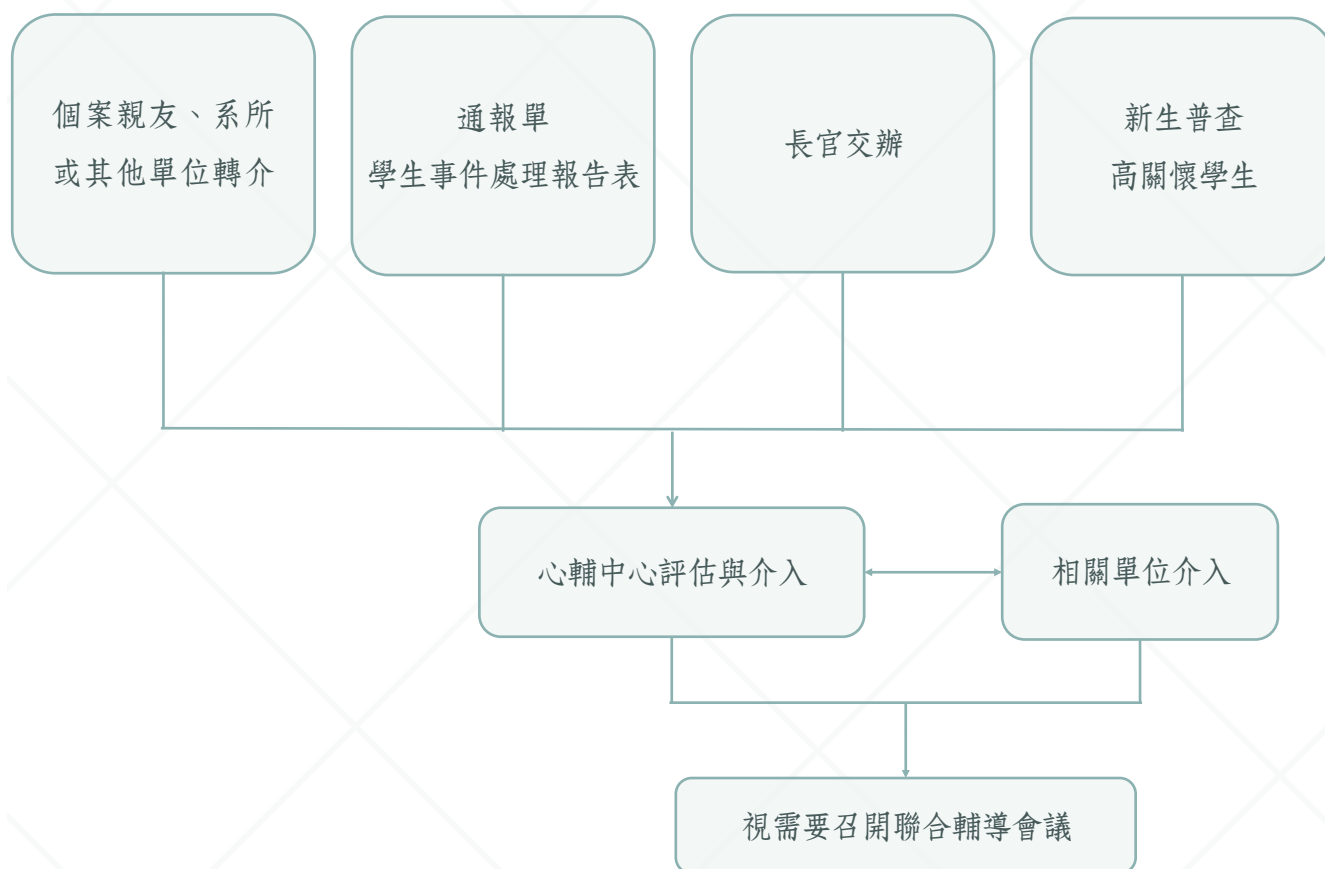 個案親友、系所
或其他單位轉介
通報單
學生事件處理報告表
長官交辦
新生普查
高關懷學生
心輔中心評估與介入
相關單位介入
視需要召開聯合輔導會議